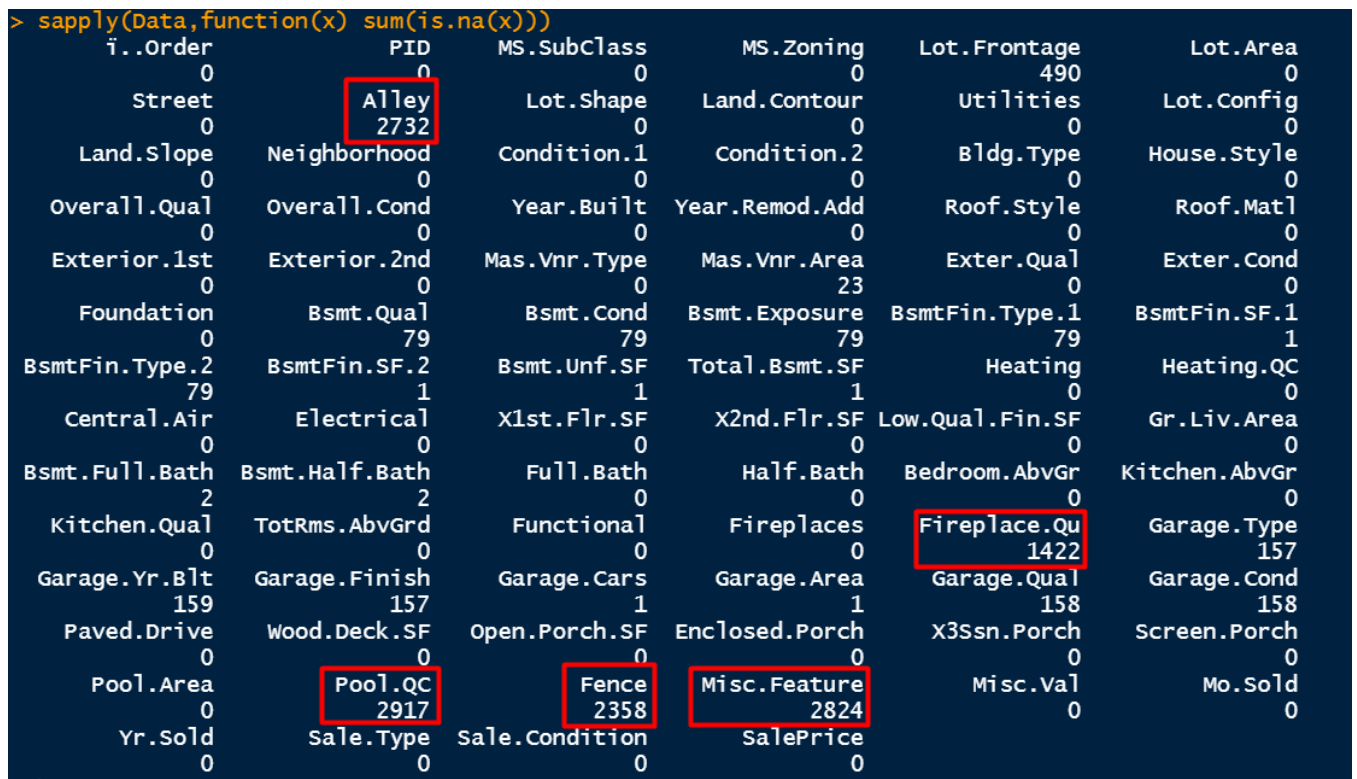 > sapply(Data,function(x) sum(is.na(x)))
ï..Order PID MS.SubClass MS.Zoning Lot.Frontage Lot.Area
0 0 0 0 490 0
Street Alley Lot.Shape Land.Contour Utilities Lot.Config
0 2732 0 0 0 0
Land.Slope Neighborhood Condition.1 Condition.2 Bldg.Type House.Style
0 0 0 0 0 0
Overall.Qual Overall.Cond Year.Built Year.Remod.Add Roof.Style Roof.Matl
0 0 0 0 0 0
Exterior.1st Exterior.2nd Mas.Vnr.Type Mas.Vnr.Area Exter.Qual Exter.Cond
0 0 0 23 0 0
Foundation Bsmt.Qual Bsmt.Cond Bsmt.Exposure BsmtFin.Type.1 BsmtFin.SF.1
0 79 79 79 79 1
BsmtFin.Type.2 BsmtFin.SF.2 Bsmt.Unf.SF Total.Bsmt.SF Heating Heating.QC
79 1 1 1 0 0
Central.Air Electrical X1st.Flr.SF X2nd.Flr.SF Low.Qual.Fin.SF Gr.Liv.Area
0 0 0 0 0 0
Bsmt.Full.Bath Bsmt.Half.Bath Full.Bath Half.Bath Bedroom.AbvGr Kitchen.AbvGr
2 2 0 0 0 0
Kitchen.Qual TotRms.AbvGrd Functional Fireplaces Fireplace.Qu Garage.Type
0 0 0 0 1422 157
Garage.Yr.Blt Garage.Finish Garage.Cars Garage.Area Garage.Qual Garage.Cond
159 157 1 1 158 158
Paved.Drive Wood.Deck.SF Open.Porch.SF Enclosed.Porch X3Ssn.Porch Screen.Porch
0 0 0 0 0 0
Pool.Area Pool.QC Fence Misc.Feature Misc.Val Mo.Sold
0 2917 2358 2824 0 0
Yr.Sold Sale.Type Sale.Condition SalePrice
0 0 0 0